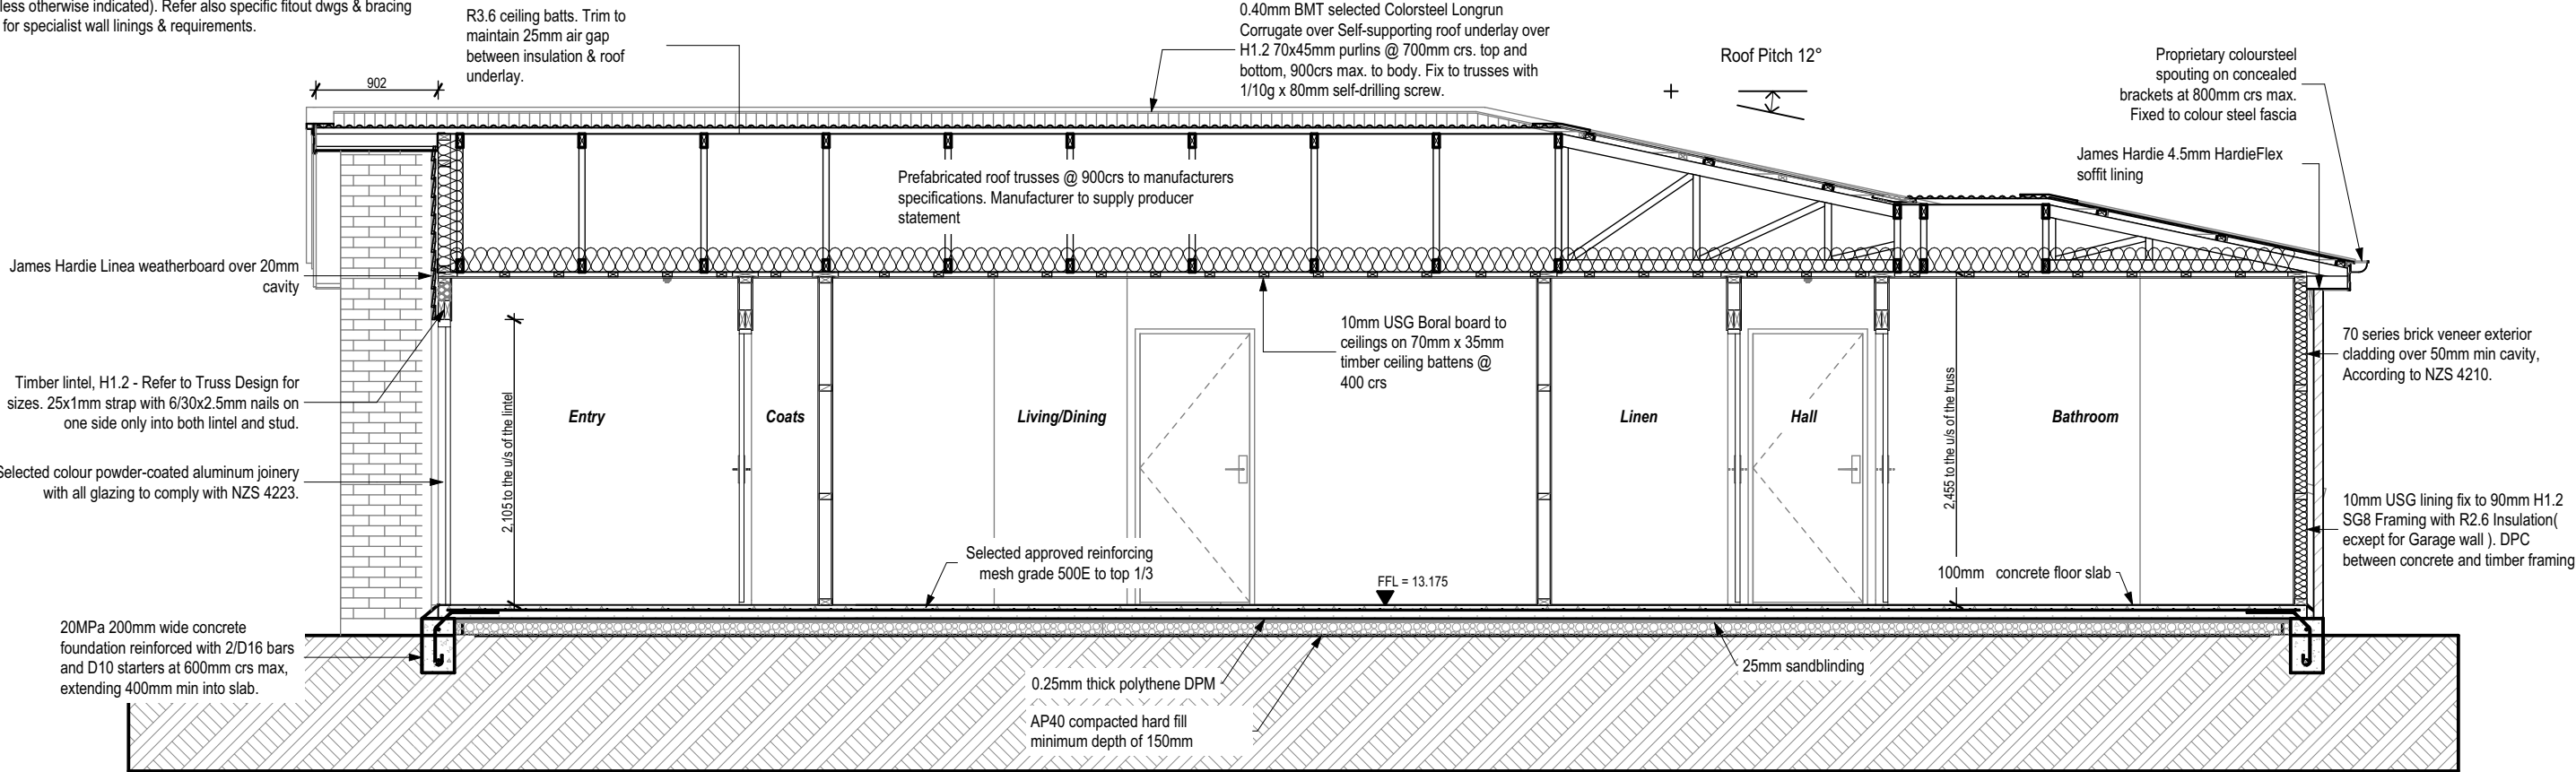 less otherwise indicated). Refer also specific fitout dwgs & bracing
for specialist wall linings & requirements.
R3.6 ceiling batts. Trim to
maintain 25mm air gap
between insulation & roof
underlay.
0.40mm BMT selected Colorsteel Longrun
Corrugate over Self-supporting roof underlay over
H1.2 70x45mm purlins @ 700mm crs. top and
bottom, 900crs max. to body. Fix to trusses with
1/10g x 80mm self-drilling screw.
Roof Pitch 12°
Proprietary coloursteel
spouting on concealed
brackets at 800mm crs max.
Fixed to colour steel fascia
902
James Hardie 4.5mm HardieFlex
soffit lining
Prefabricated roof trusses @ 900crs to manufacturers
specifications. Manufacturer to supply producer
statement
James Hardie Linea weatherboard over 20mm
cavity
10mm USG Boral board to
ceilings on 70mm x 35mm
timber ceiling battens @
400 crs
70 series brick veneer exterior
cladding over 50mm min cavity,
According to NZS 4210.
Timber lintel, H1.2 - Refer to Truss Design for
sizes. 25x1mm strap with 6/30x2.5mm nails on
one side only into both lintel and stud.
2,105 to the u/s of the lintel
Entry
Coats
Living/Dining
Linen
Hall
2,455 to the u/s of the truss
Bathroom
Selected colour powder-coated aluminum joinery
with all glazing to comply with NZS 4223.
10mm USG lining fix to 90mm H1.2
SG8 Framing with R2.6 Insulation(
ecxept for Garage wall ). DPC
between concrete and timber framing
Selected approved reinforcing
mesh grade 500E to top 1/3
FFL = 13.175
100mm concrete floor slab
20MPa 200mm wide concrete
foundation reinforced with 2/D16 bars
and D10 starters at 600mm crs max,
extending 400mm min into slab.
25mm sandblinding
0.25mm thick polythene DPM
AP40 compacted hard fill
minimum depth of 150mm